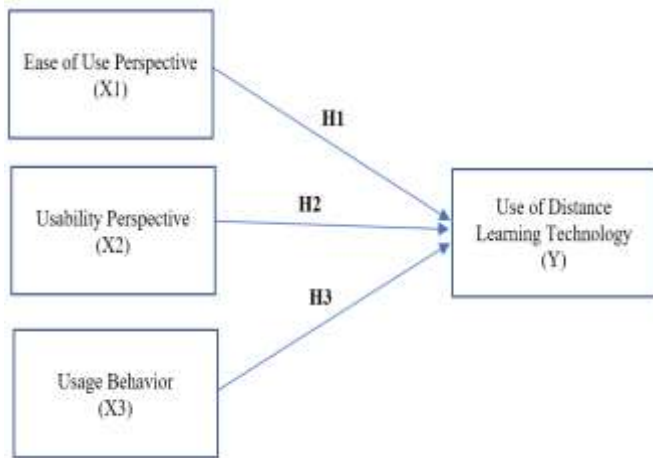 Ease of Use Perspective
(X1)
H1
Usability Perspective
(X2)
H2
Use of Distance
Learning Technology
(Y)
H3
Usage Behavior
(X3)